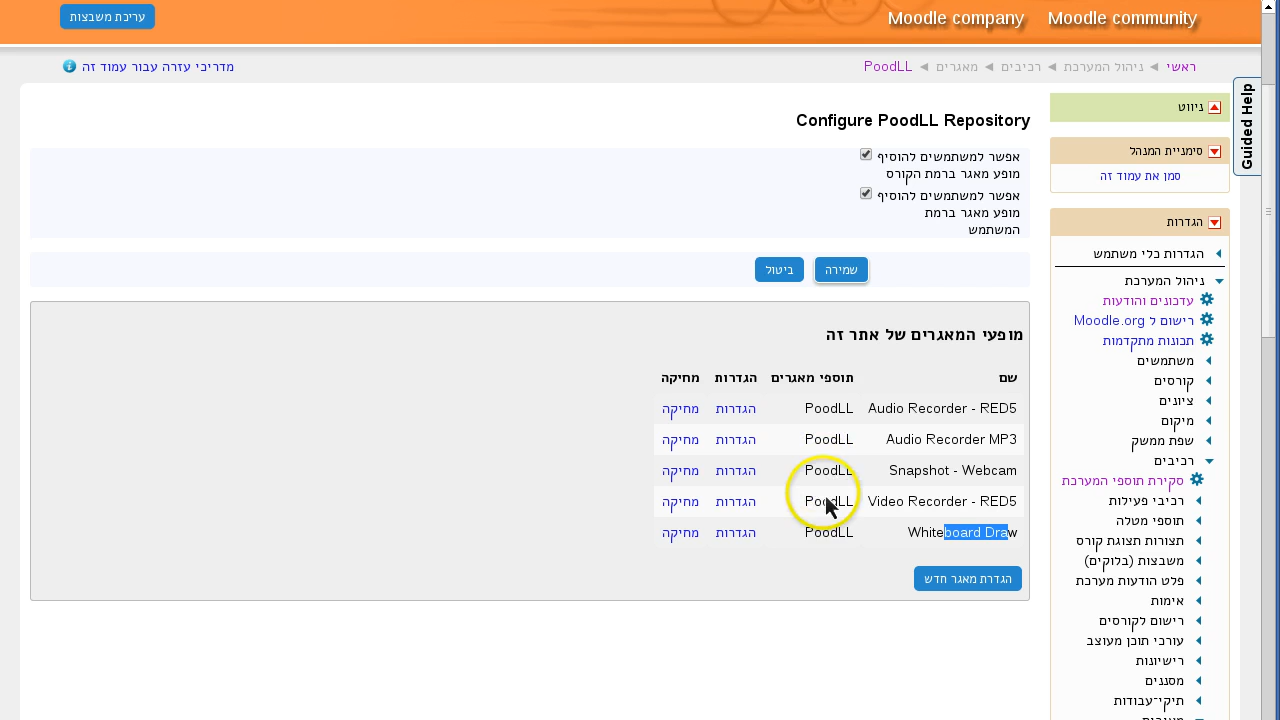 Moodle community
Moodle company
עריכת משבצות
ראשי ◄ ניהול המערכת ◄ רכיבים ◄ מאגרים ◄ PoodLL
מדריכי עזרה עבור עמוד זה
Guided Help
ניווט
סימניית המנהל
סמן את עמוד זה
הגדרות
הגדרות כלי משתמש
ניהול המערכת
עדכונים והודעות
רישום ל Moodle.org
תכונות מתקדמות
משתמשים
קורסים
ציונים
מיקום
שפת ממשק
רכיבים
סקירת תוספי המערכת
רכיבי פעילות
תוספי מטלה
תצורות תצוגת קורס
משבצות (בלוקים)
פלט הודעות מערכת
אימות
רישום לקורסים
עורכי תוכן מעוצב
רישיונות
מסננים
תיקי־עבודות
Configure PoodLL Repository
אפשר למשתמשים להוסיף
מופע מאגר ברמת הקורס
אפשר למשתמשים להוסיף
מופע מאגר ברמת
המשתמש
שמירה ביטול
מופעי המאגרים של אתר זה
שם תוספי מאגרים הגדרות מחיקה
Audio Recorder - RED5 PoodLL הגדרות מחיקה
Audio Recorder MP3 PoodLL הגדרות מחיקה
Snapshot - Webcam PoodLL הגדרות מחיקה
Video Recorder - RED5 PoodLL הגדרות מחיקה
Whiteboard Draw PoodLL הגדרות מחיקה
הגדרת מאגר חדש